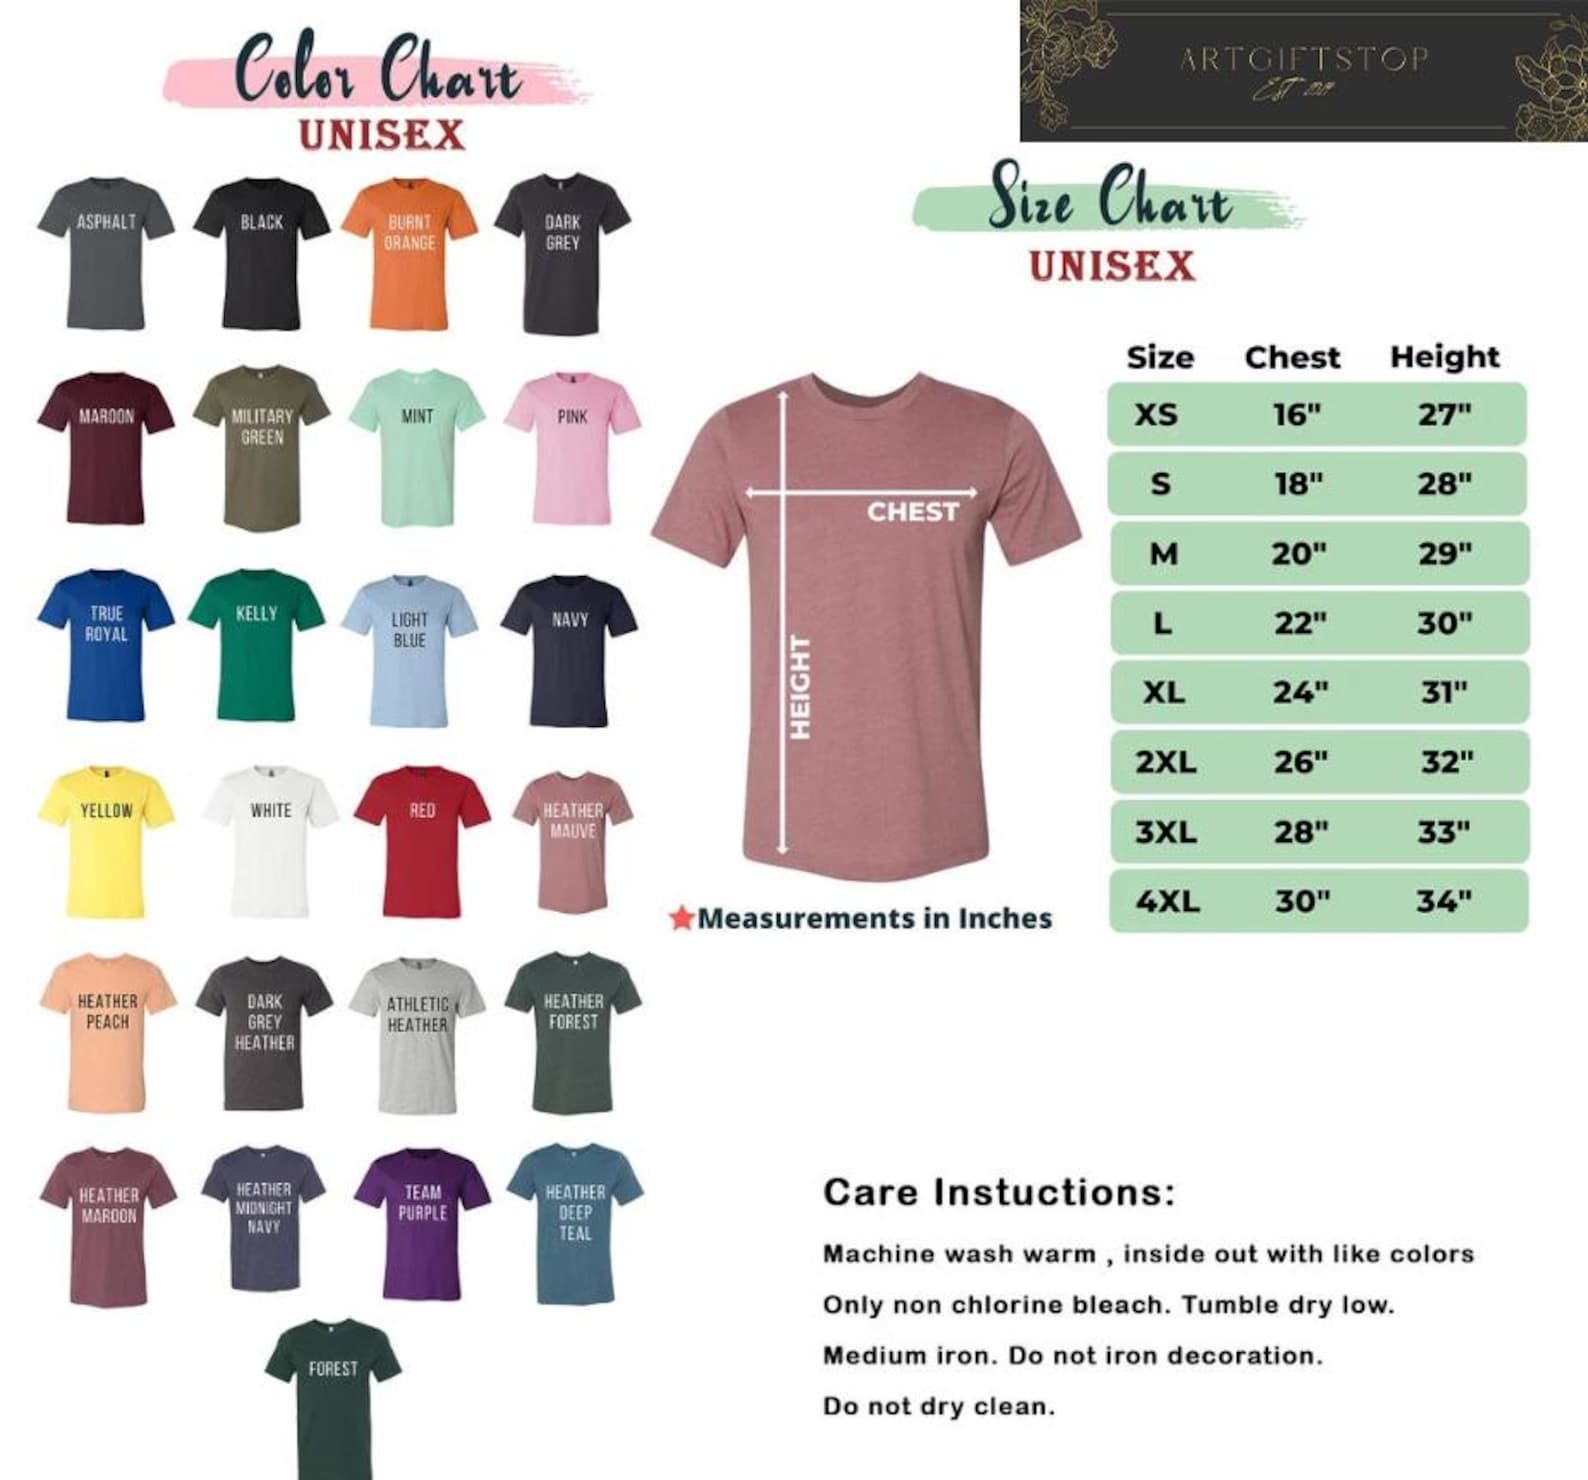 Color Chart
UNISEX
ASPHALT
BLACK
BURNT
ORANGE
DARK
GREY
MAROON
MILITARY
GREEN
MINT
PINK
TRUE
ROYAL
KELLY
LIGHT
BLUE
NAVY
YELLOW
WHITE
RED
HEATHER
MAUVE
HEATHER
PEACH
DARK
GREY
HEATHER
ATHLETIC
HEATHER
HEATHER
FOREST
HEATHER
MAROON
HEATHER
MIDNIGHT
NAVY
TEAM
PURPLE
HEATHER
DEEP
TEAL
FOREST
ARTGIFTSTOP
Size Chart
UNISEX
CHEST
HEIGHT
Measurements in Inches
Size Chest Height
XS 16" 27"
S 18" 28"
M 20" 29"
L 22" 30"
XL 24" 31"
2XL 26" 32"
3XL 28" 33"
4XL 30" 34"
Care Instuctions:
Machine wash warm , inside out with like colors
Only non chlorine bleach. Tumble dry low.
Medium iron. Do not iron decoration.
Do not dry clean.